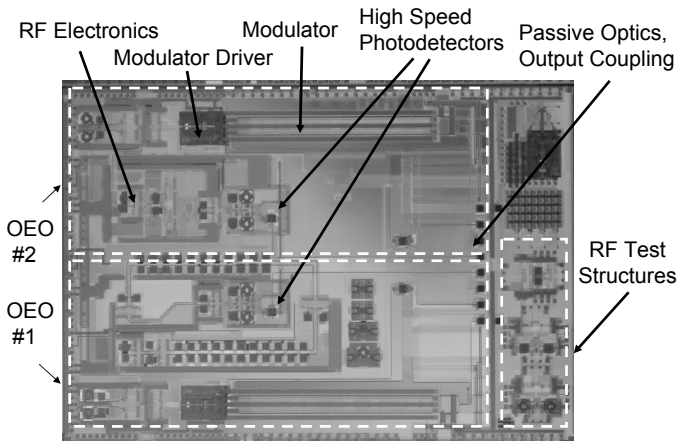 RF Electronics
Modulator Driver
Modulator
High Speed
Photodetectors
Passive Optics,
Output Coupling
OEO
#2
OEO
#1
RF Test
Structures